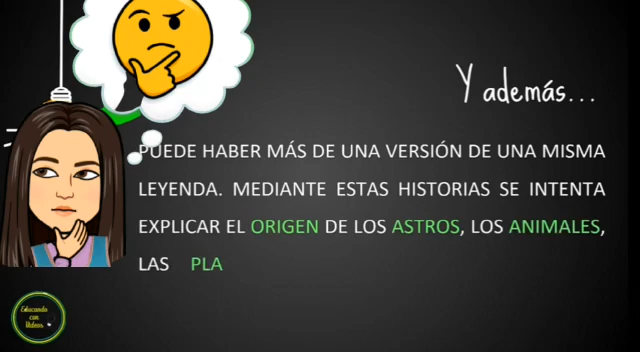 Y además...
PUEDE HABER MÁS DE UNA VERSIÓN DE UNA MISMA
LEYENDA. MEDIANTE ESTAS HISTORIAS SE INTENTA
EXPLICAR EL ORIGEN DE LOS ASTROS, LOS ANIMALES,
LAS PLA
Educando
con
Videos